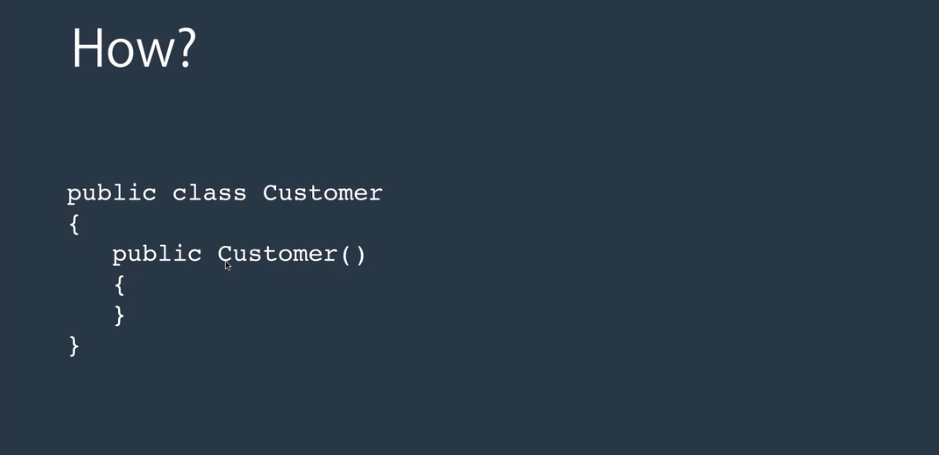 How?
public class Customer
{
public Customer()
{
}
}